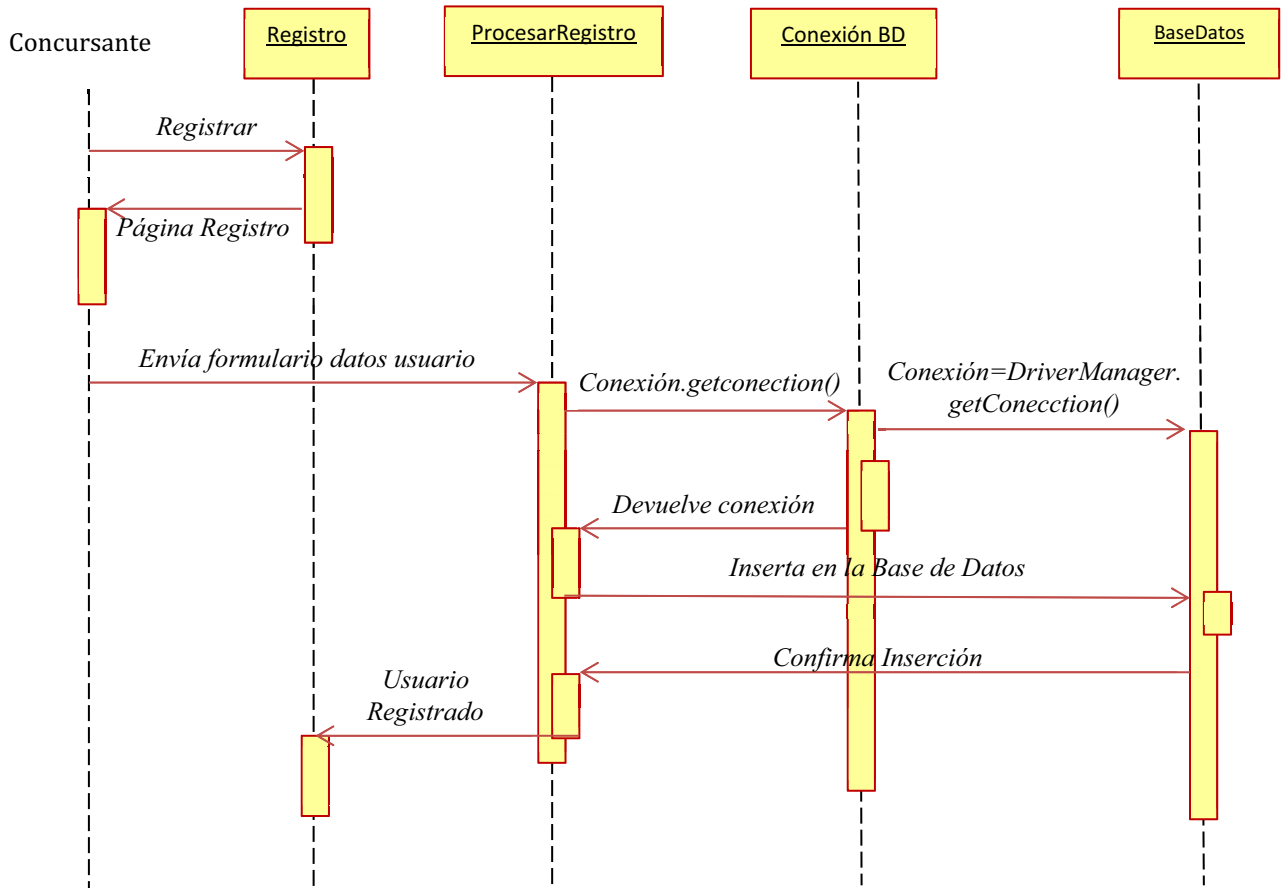 Concursante
Registro
ProcesarRegistro
Conexión BD
BaseDatos
Registrar
Página Registro
Envía formulario datos usuario
Conexión.getconection()
Conexión=DriverManager.
getConecction()
Devuelve conexión
Inserta en la Base de Datos
Confirma Inserción
Usuario
Registrado